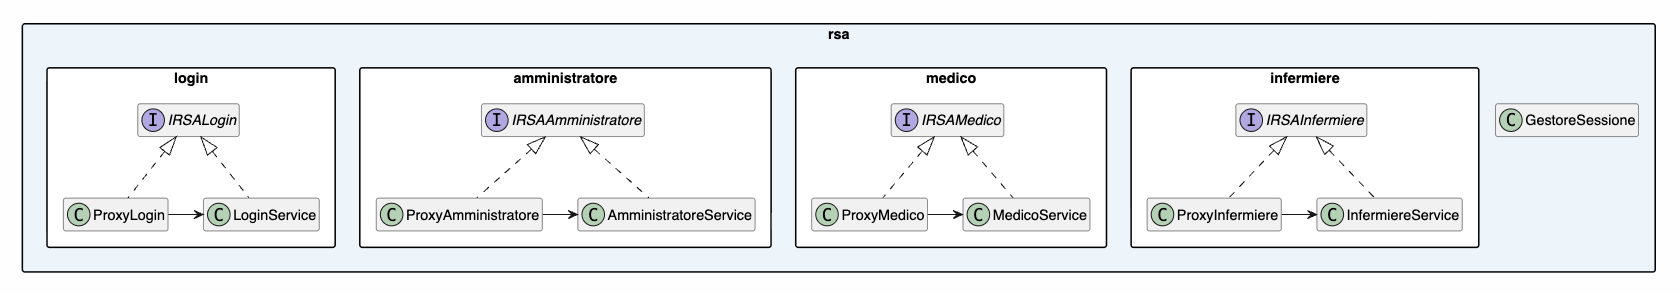 rsa
login
I IRSALogin
C ProxyLogin
C LoginService
amministratore
I IRSAAmministratore
C ProxyAmministratore
C AmministratoreService
medico
I IRSAMedico
C ProxyMedico
C MedicoService
infermiere
I IRSAInfermiere
C ProxyInfermiere
C InfermiereService
C GestoreSessione